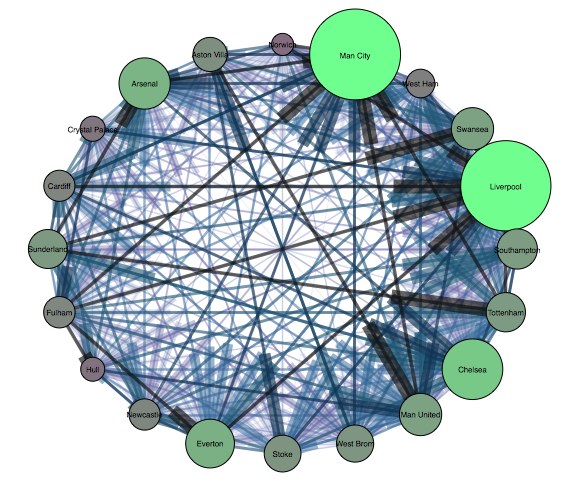 Norwich
Man City
Aston Villa
West Ham
Arsenal
Swansea
Crystal Palace
Cardiff
Liverpool
Sunderland
Southampton
Fulham
Tottenham
Hull
Chelsea
Newcastle
Man United
Everton
West Brom
Stoke